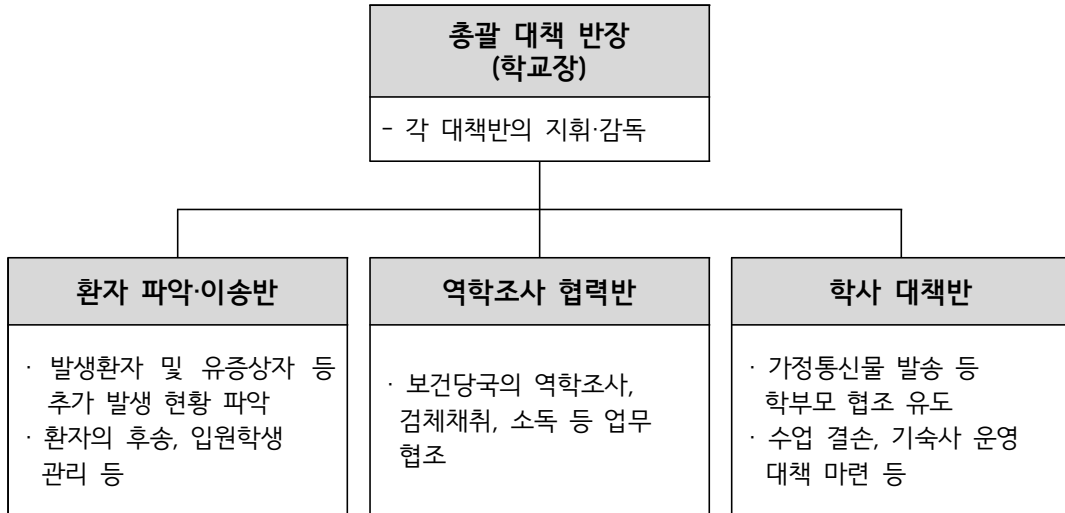 총괄 대책 반장
(학교장)
- 각 대책반의 지휘·감독
환자 파악·이송반
· 발생환자 및 유증상자 등
추가 발생 현황 파악
· 환자의 후송, 입원학생
관리 등
역학조사 협력반
· 보건당국의 역학조사,
검체채취, 소독 등 업무
협조
학사 대책반
· 가정통신물 발송 등
학부모 협조 유도
· 수업 결손, 기숙사 운영
대책 마련 등